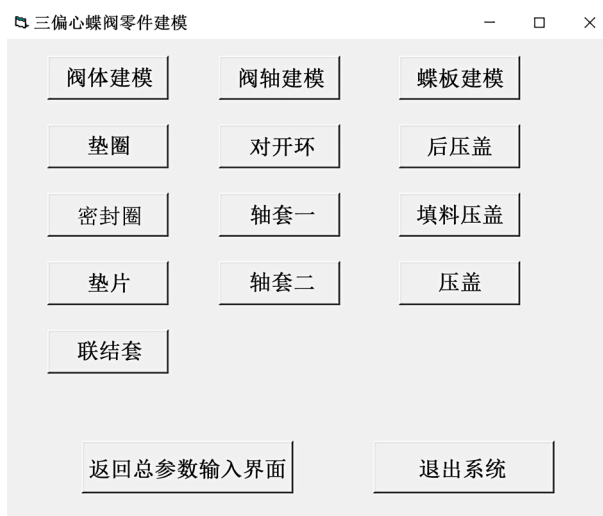 三偏心蝶阀零件建模
阀体建模 阀轴建模 蝶板建模
垫圈 对开环 后压盖
密封圈 轴套一 填料压盖
垫片 轴套二 压盖
联结套
返回总参数输入界面 退出系统